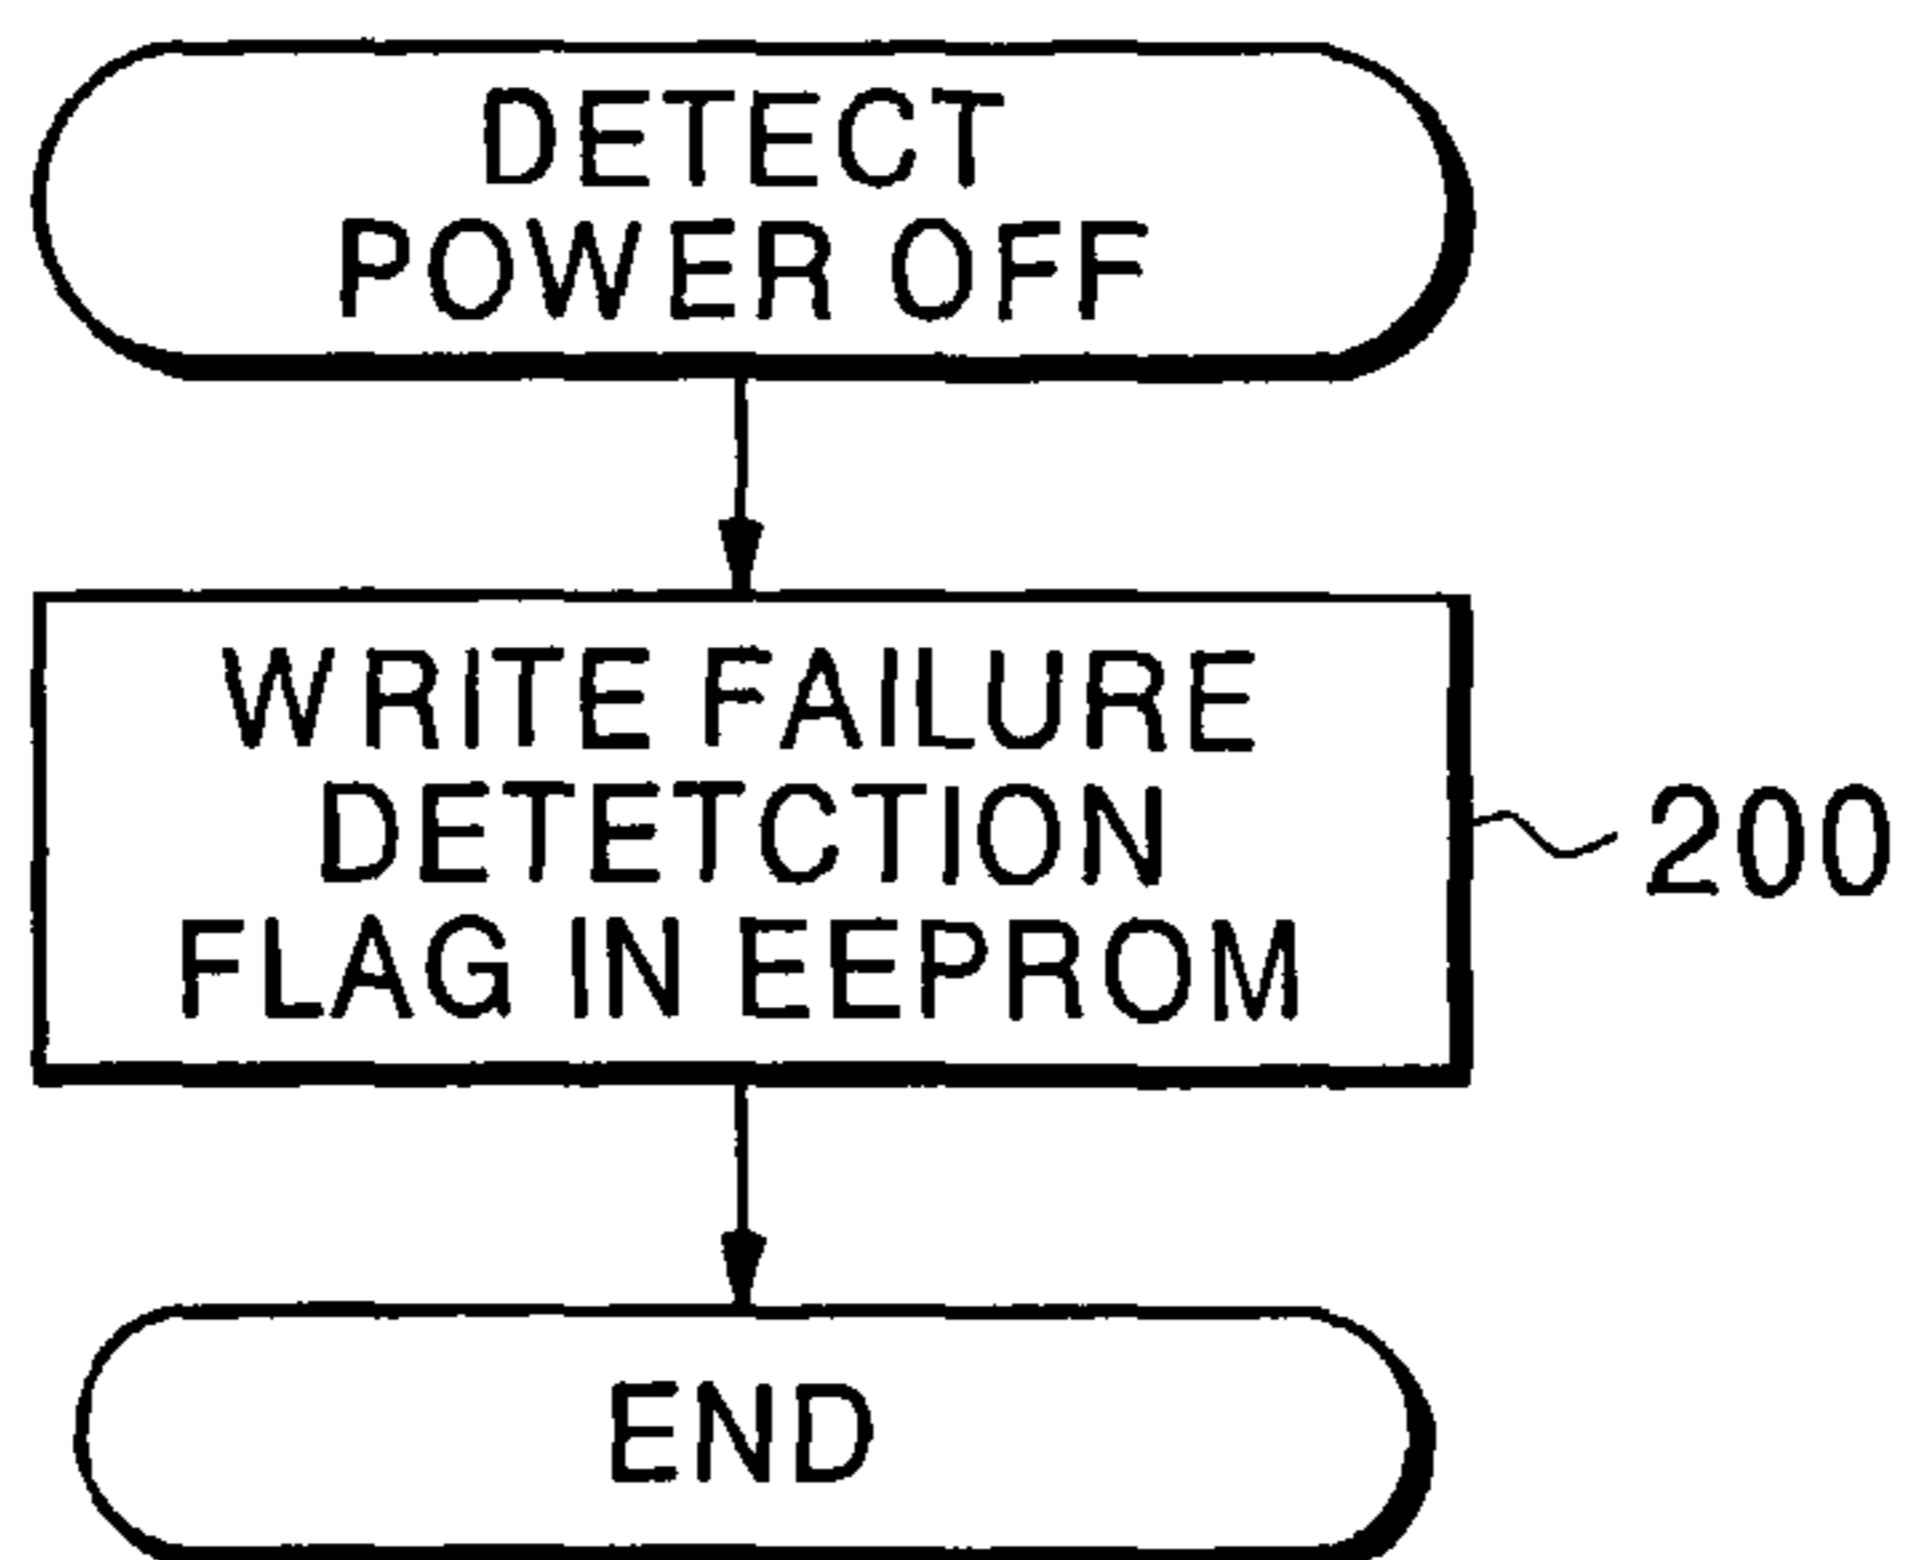 DETECT
POWER OFF
WRITE FAILURE
DETETCTION
FLAG IN EEPROM
200
END